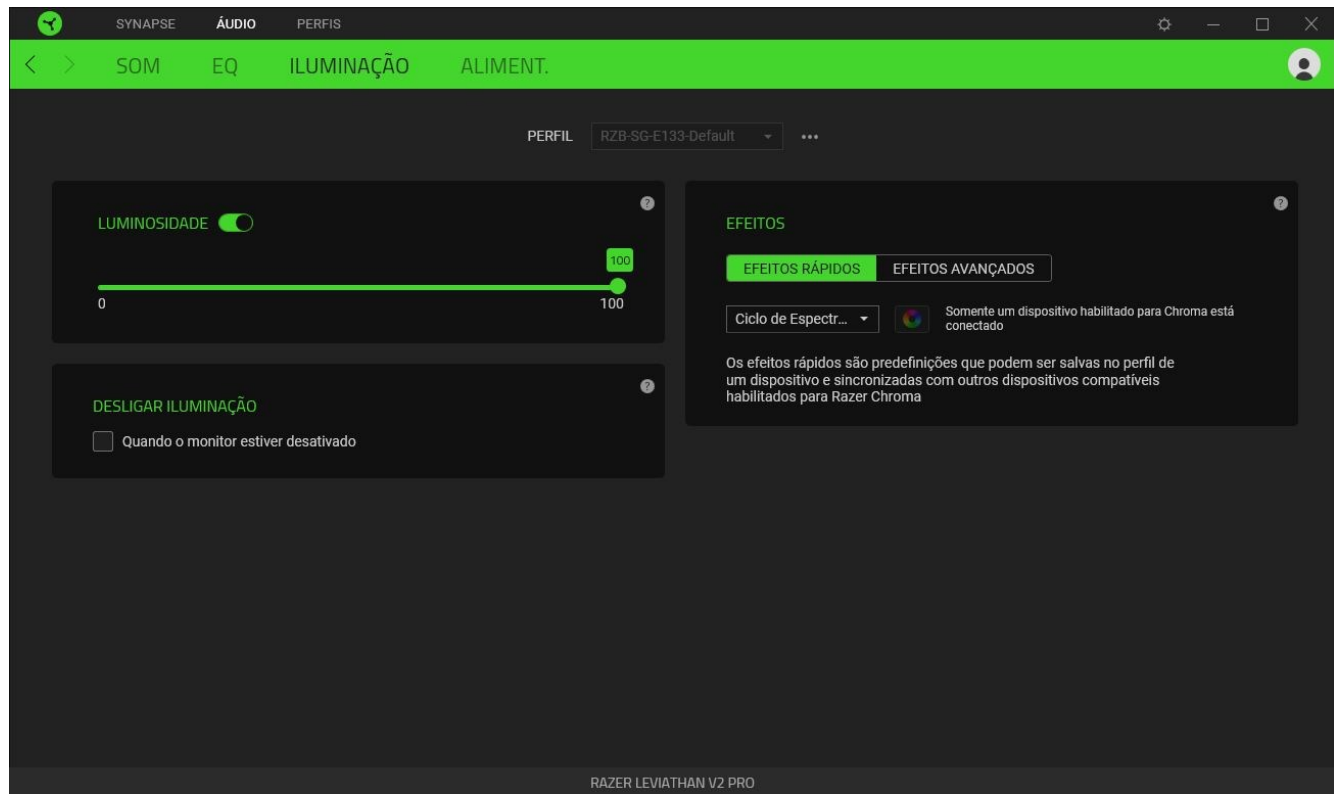 SYNAPSE ÁUDIO PERFIS
SOM EQ ILUMINAÇÃO ALIMENT.
PERFIL RZB-SG-E133-Default
LUMINOSIDADE
100
0 100
DESLIGAR ILUMINAÇÃO
Quando o monitor estiver desativado
EFEITOS
EFEITOS RÁPIDOS EFEITOS AVANÇADOS
Ciclo de Espectr...
Somente um dispositivo habilitado para Chroma está
conectado
Os efeitos rápidos são predefinições que podem ser salvas no perfil de
um dispositivo e sincronizadas com outros dispositivos compatíveis
habilitados para Razer Chroma
RAZER LEVIATHAN V2 PRO